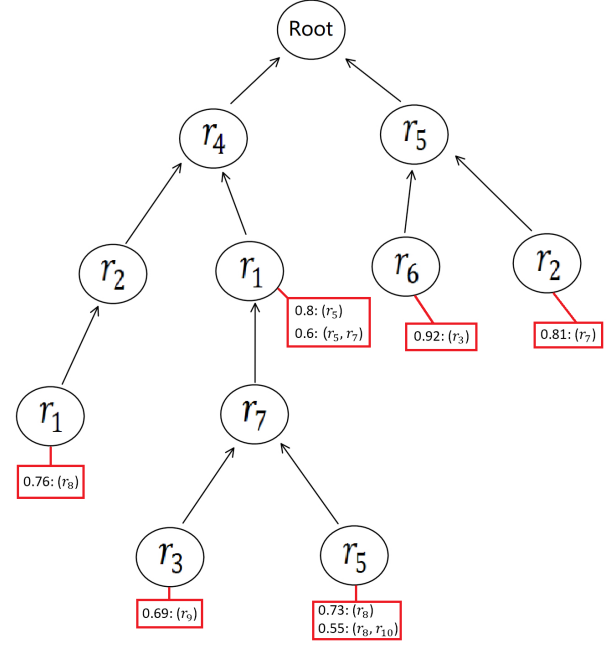 Root
r₄
r₅
r₂
r₁
r₆
r₂
0.8: (r₅)
0.6: (r₅, r₇)
0.92: (r₃)
0.81: (r₇)
r₁
r₇
0.76: (r₈)
r₃
r₅
0.69: (r₉)
0.73: (r₈)
0.55: (r₈, r₁₀)